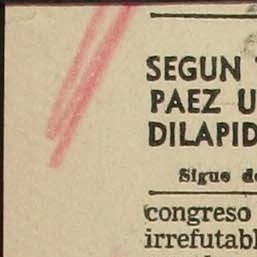 SEGUN
PAEZ U
DILAPID
Sigue de
congreso
irrefutabl